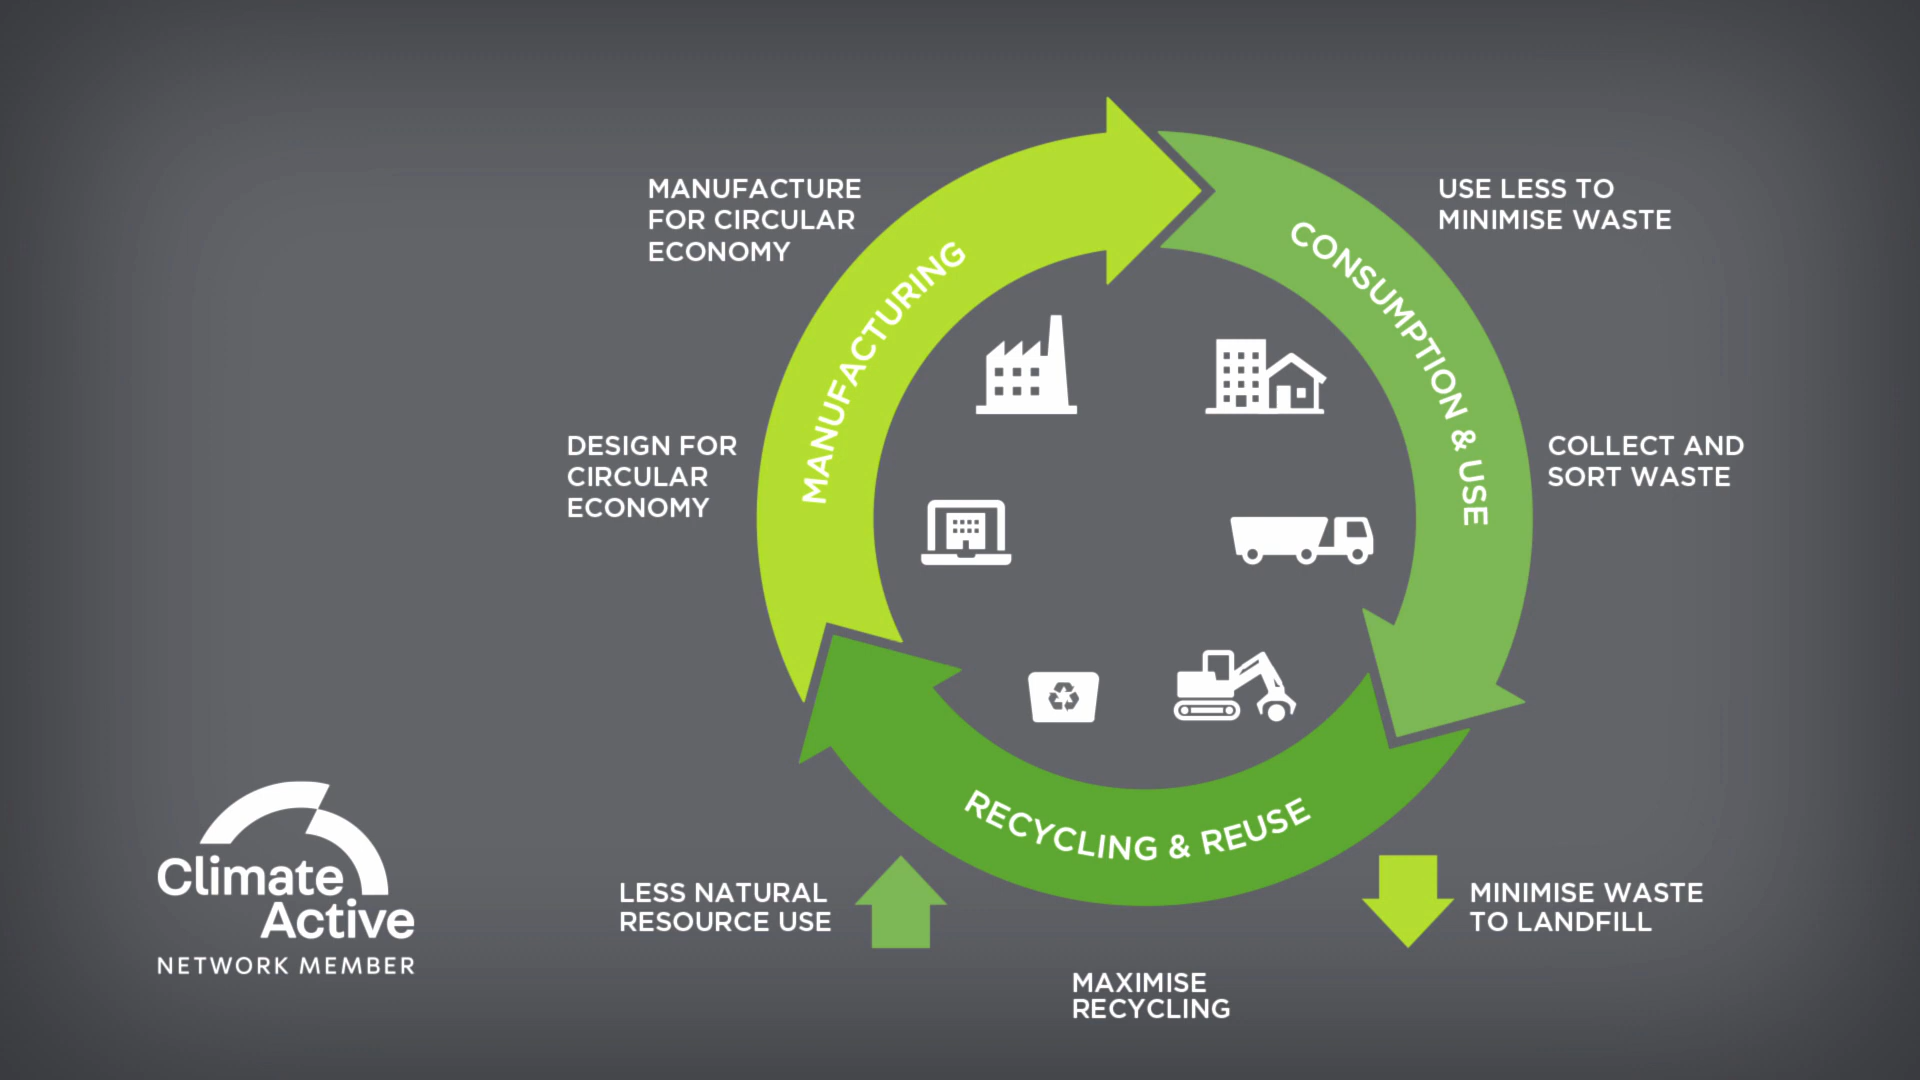 MANUFACTURE
FOR CIRCULAR
ECONOMY
USE LESS TO
MINIMISE WASTE
MANUFACTURING
CONSUMPTION & USE
DESIGN FOR
CIRCULAR
ECONOMY
COLLECT AND
SORT WASTE
RECYCLING & REUSE
Climate
Active
NETWORK MEMBER
LESS NATURAL
RESOURCE USE
MINIMISE WASTE
TO LANDFILL
MAXIMISE
RECYCLING